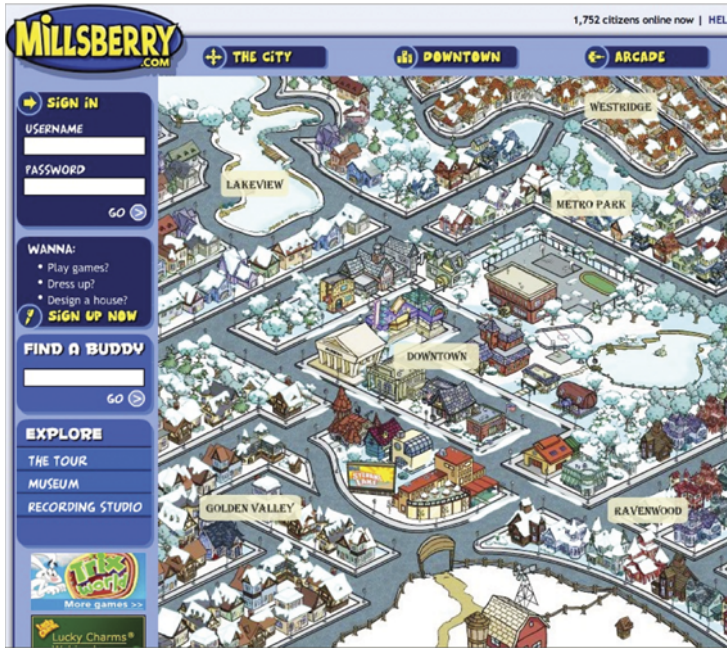 MILLSBERRY
.COM
1,752 citizens online now | HEL
THE CITY
DOWNTOWN
ARCADE
SIGN IN
USERNAME
PASSWORD
GO
WANNA:
• Play games?
• Dress up?
• Design a house?
SIGN UP NOW
FIND A BUDDY
GO
EXPLORE
THE TOUR
MUSEUM
RECORDING STUDIO
Trix
world
More games >>
Lucky Charms®
WESTRIDGE
LAKEVIEW
METRO PARK
DOWNTOWN
GOLDEN VALLEY
RAVENWOOD